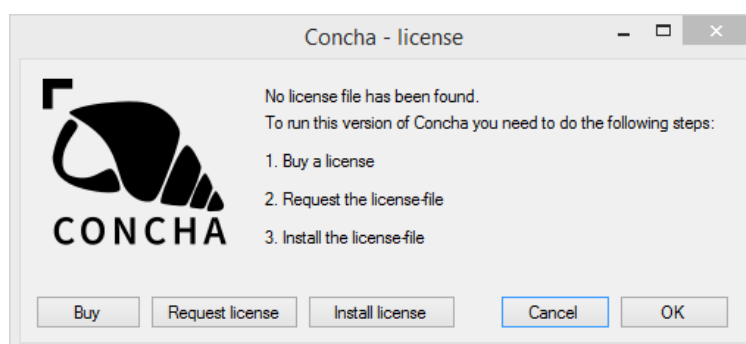 Concha - license
No license file has been found.
To run this version of Concha you need to do the following steps:
1. Buy a license
2. Request the license-file
3. Install the license-file
CONCHA
Buy
Request license
Install license
Cancel
OK